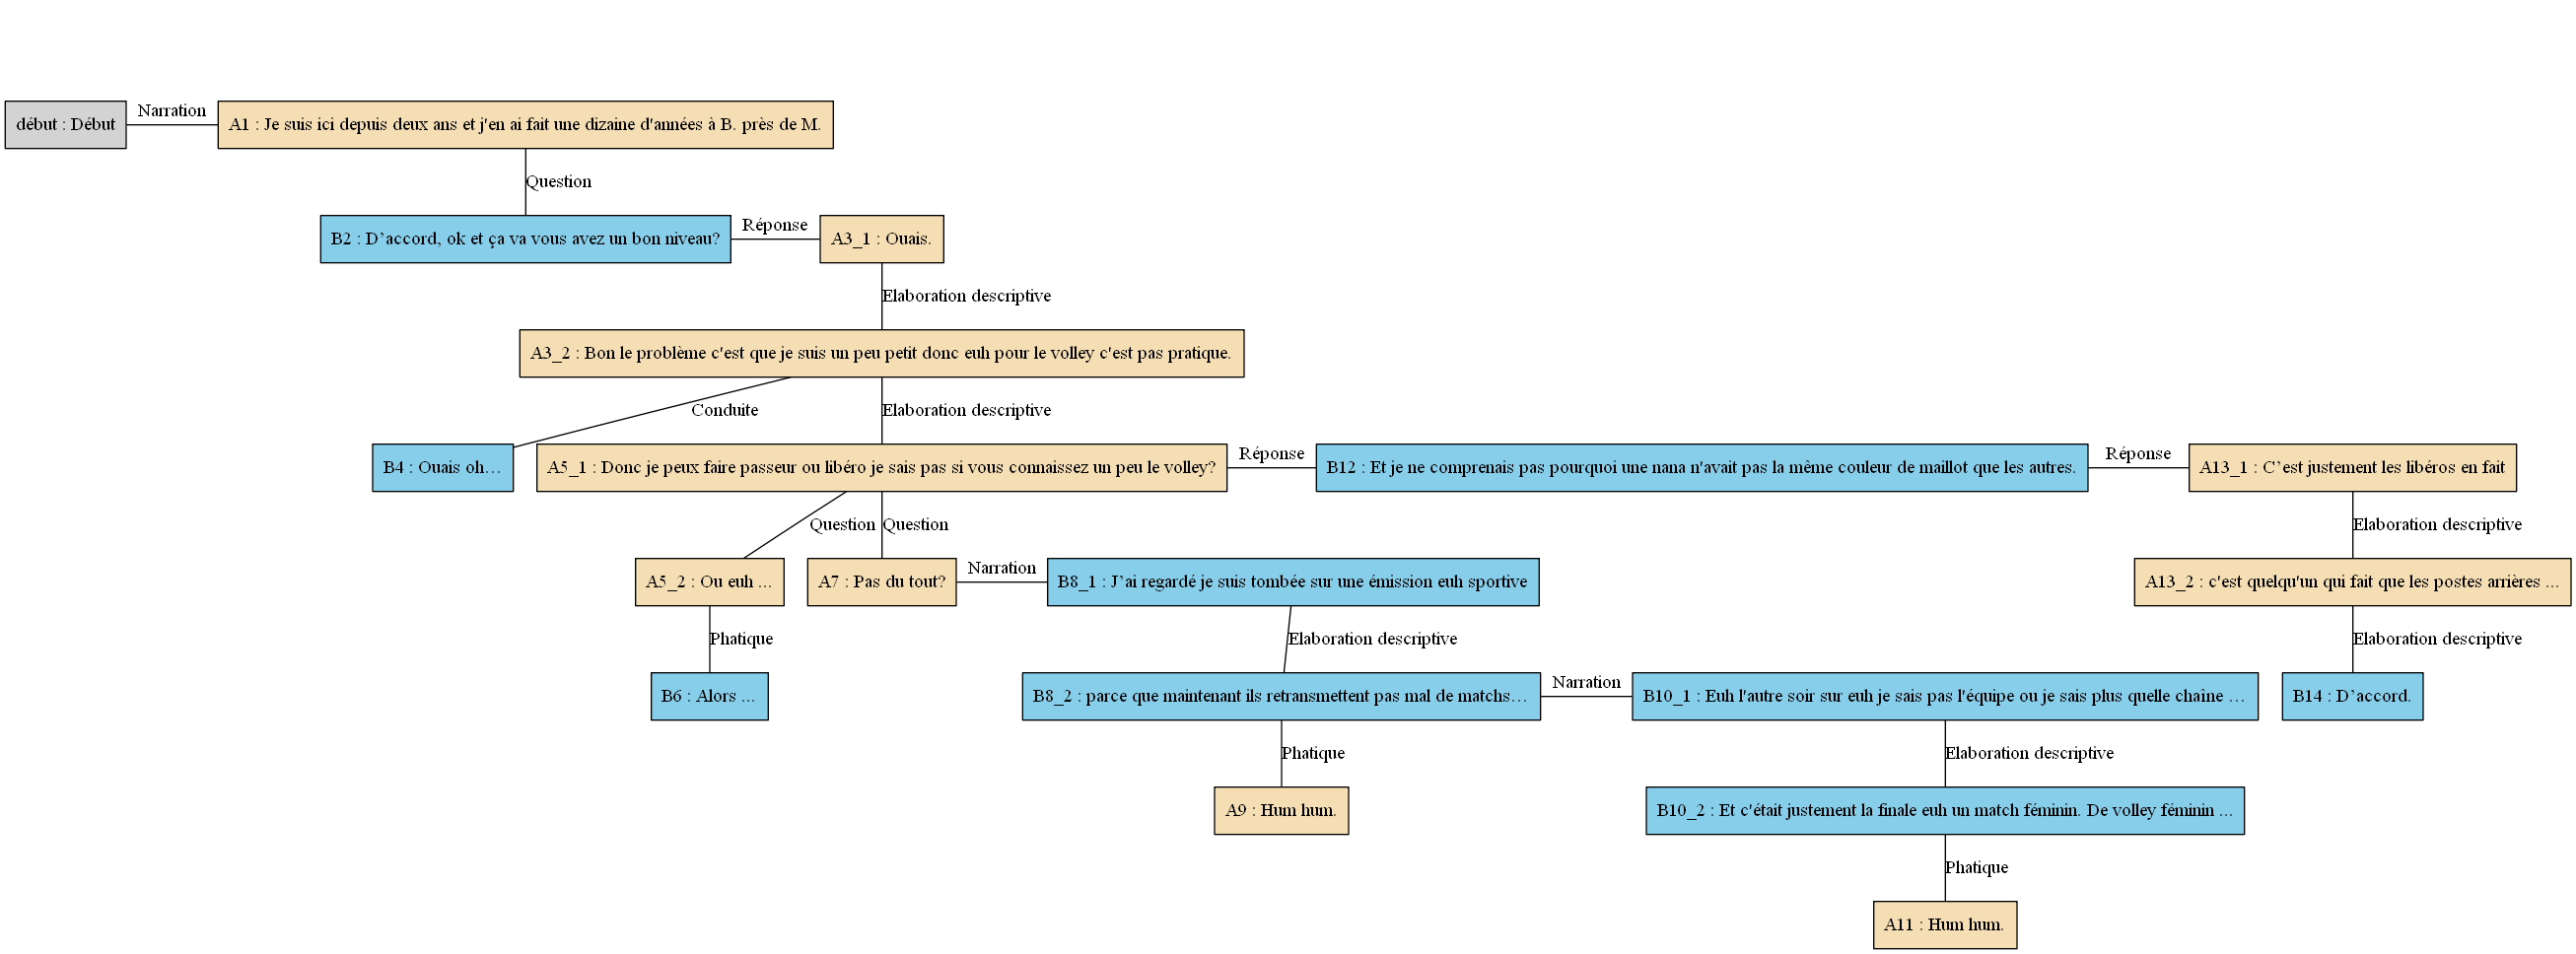 Narration
début : Début
A1 : Je suis ici depuis deux ans et j'en ai fait une dizaine d'années à B. près de M.
Question
Réponse
B2 : D’accord, ok et ça va vous avez un bon niveau?
A3_1 : Ouais.
Elaboration descriptive
A3_2 : Bon le problème c'est que je suis un peu petit donc euh pour le volley c'est pas pratique.
Conduite
Elaboration descriptive
Réponse
Réponse
B4 : Ouais oh…
A5_1 : Donc je peux faire passeur ou libéro je sais pas si vous connaissez un peu le volley?
B12 : Et je ne comprenais pas pourquoi une nana n'avait pas la même couleur de maillot que les autres.
A13_1 : C’est justement les libéros en fait
Question
Question
Elaboration descriptive
Narration
A5_2 : Ou euh ...
A7 : Pas du tout?
B8_1 : J’ai regardé je suis tombée sur une émission euh sportive
A13_2 : c'est quelqu'un qui fait que les postes arrières ...
Phatique
Elaboration descriptive
Elaboration descriptive
Narration
B6 : Alors ...
B8_2 : parce que maintenant ils retransmettent pas mal de matchs…
B10_1 : Euh l'autre soir sur euh je sais pas l'équipe ou je sais plus quelle chaîne …
B14 : D’accord.
Phatique
Elaboration descriptive
A9 : Hum hum.
B10_2 : Et c'était justement la finale euh un match féminin. De volley féminin ...
Phatique
A11 : Hum hum.